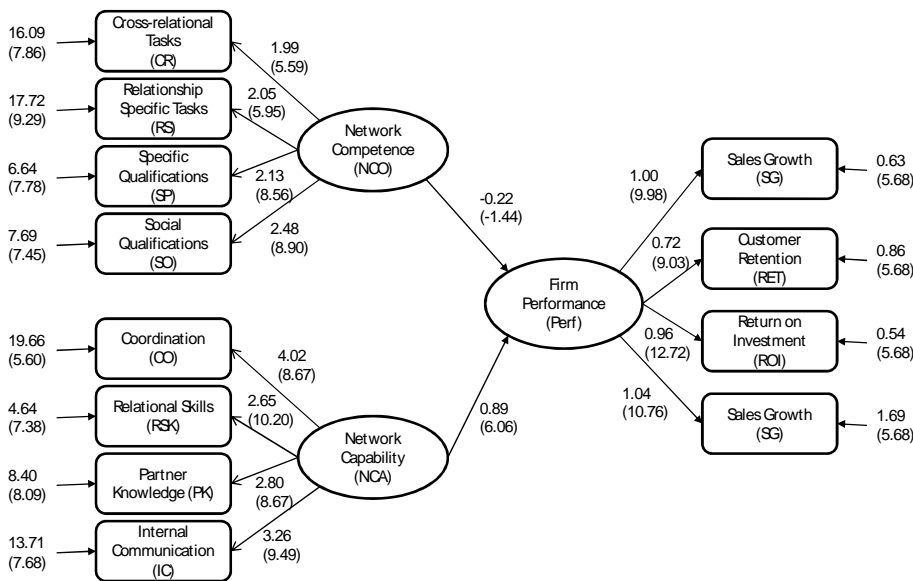 16.09
(7.86)
Cross-relational
Tasks
(CR)
1.99
(5.59)
17.72
(9.29)
Relationship
Specific Tasks
(RS)
2.05
(5.95)
6.64
(7.78)
Specific
Qualifications
(SP)
2.13
(8.56)
7.69
(7.45)
Social
Qualifications
(SO)
2.48
(8.90)
Network
Competence
(NCO)
-0.22
(-1.44)
19.66
(5.60)
Coordination
(CO)
4.02
(8.67)
4.64
(7.38)
Relational Skills
(RSK)
2.65
(10.20)
8.40
(8.09)
Partner
Knowledge (PK)
2.80
(8.67)
13.71
(7.68)
Internal
Communication
(IC)
3.26
(9.49)
Network
Capability
(NCA)
0.89
(6.06)
Firm
Performance
(Perf)
1.00
(9.98)
Sales Growth
(SG)
0.63
(5.68)
0.72
(9.03)
Customer
Retention
(RET)
0.86
(5.68)
0.96
(12.72)
Return on
Investment
(ROI)
0.54
(5.68)
1.04
(10.76)
Sales Growth
(SG)
1.69
(5.68)